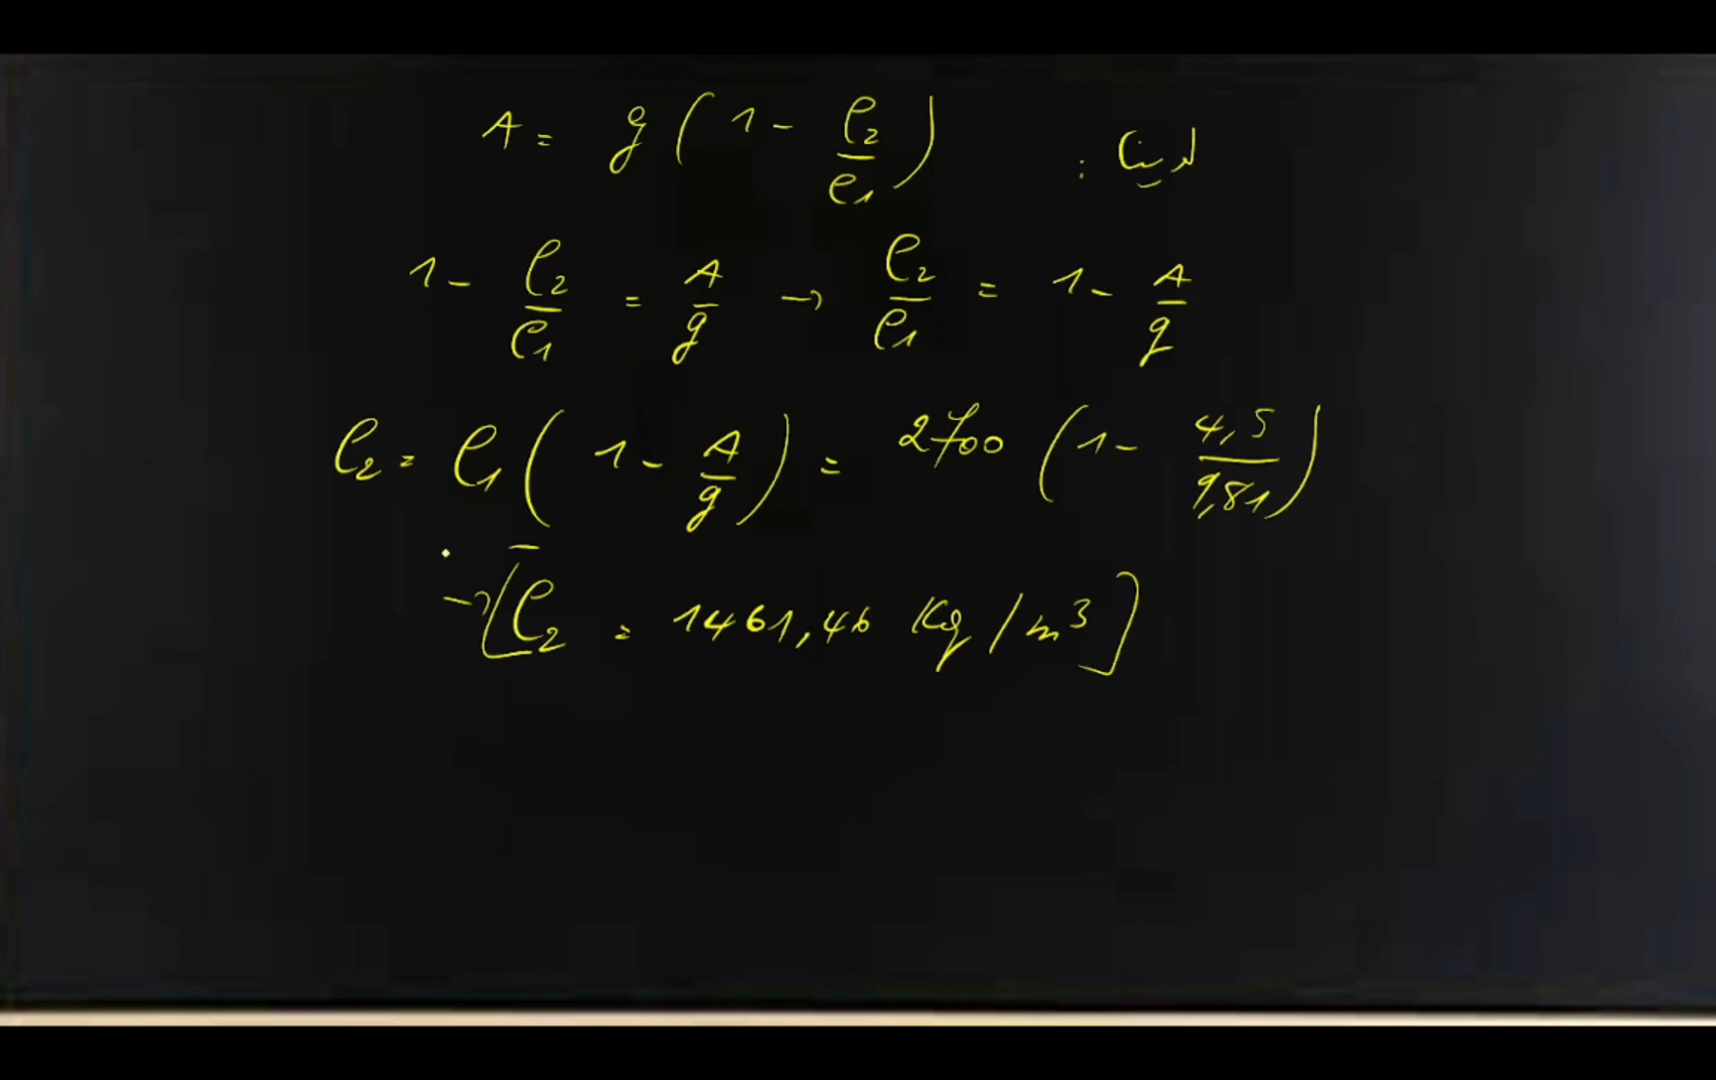 لدينا : A = g ( 1 - ρ2/ρ1 )
1 - ρ2/ρ1 = A/g → ρ2/ρ1 = 1 - A/g
ρ2 = ρ1 ( 1 - A/g ) = 2700 ( 1 - 4,5/9,81 )
→ [ ρ2 = 1461,46 Kg/m³ ]